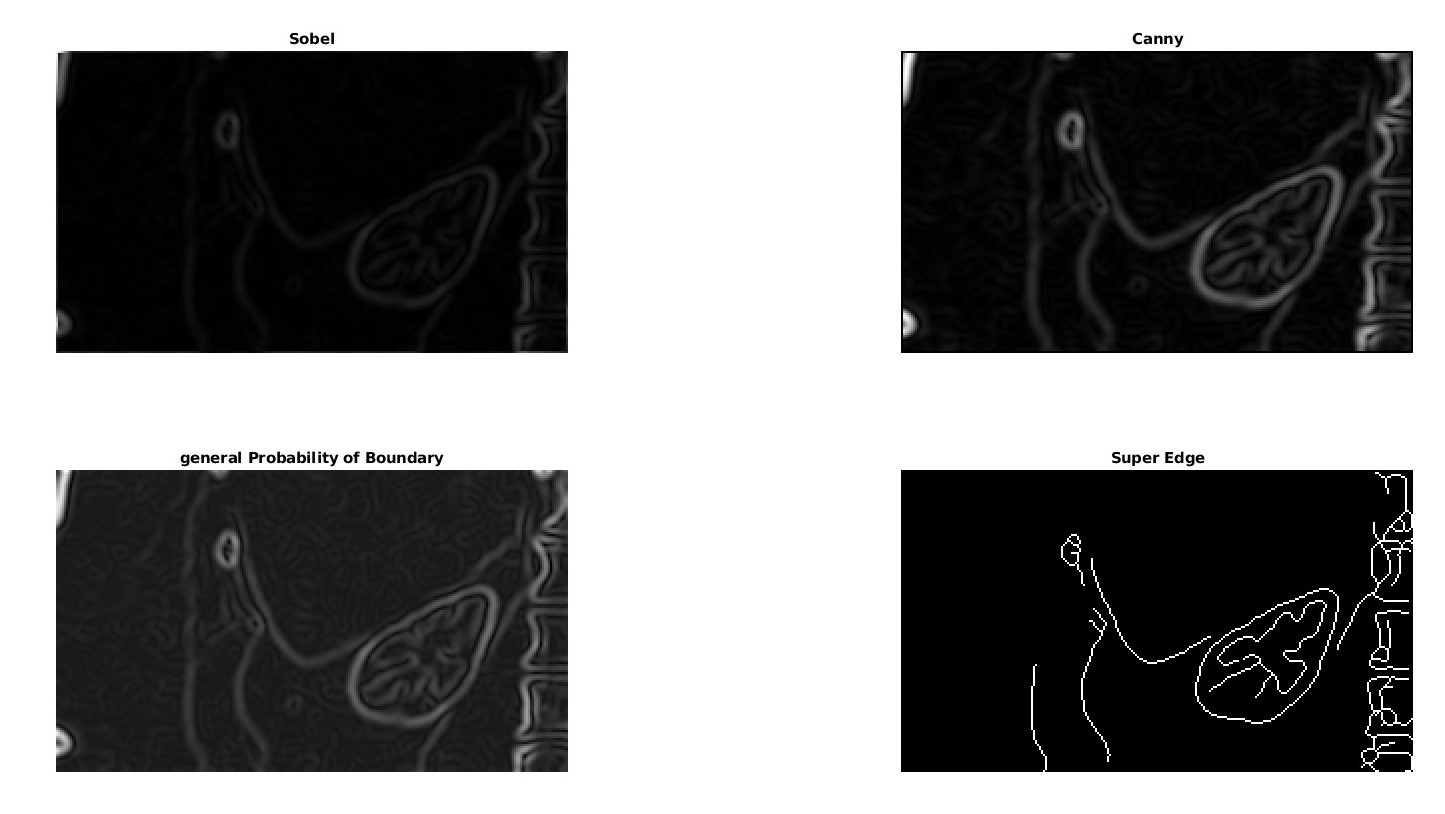 Sobel
Canny
general Probability of Boundary
Super Edge